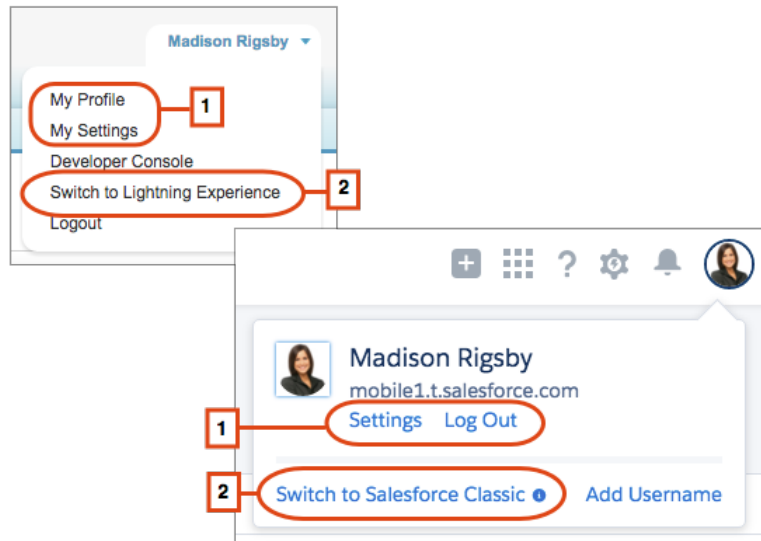 Madison Rigsby
My Profile
1
My Settings
Developer Console
Switch to Lightning Experience
2
Logout
?
Madison Rigsby
mobile1.t.salesforce.com
1
Settings Log Out
2
Switch to Salesforce Classic Add Username